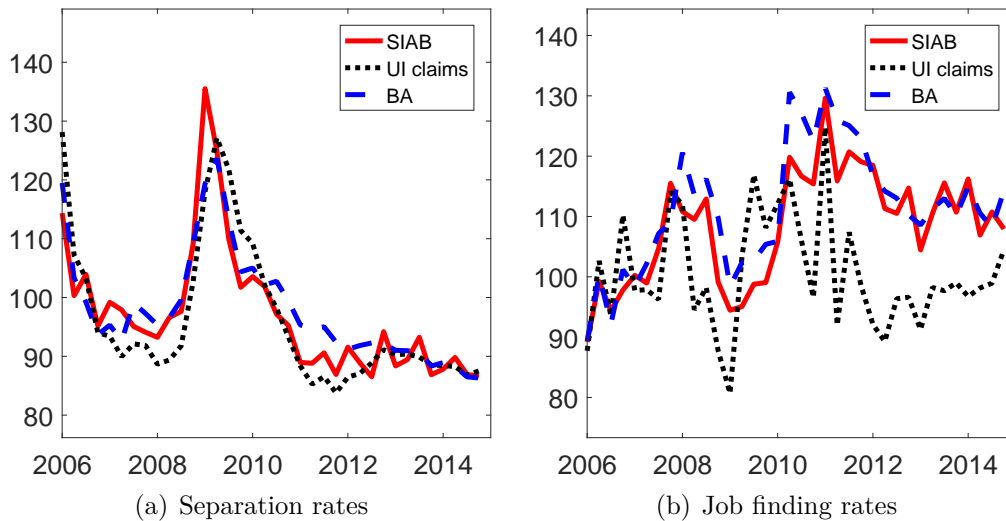 140
130
120
110
100
90
80
2006 2008 2010 2012 2014
SIAB
UI claims
BA
(a) Separation rates
140
130
120
110
100
90
80
2006 2008 2010 2012 2014
SIAB
UI claims
BA
(b) Job finding rates